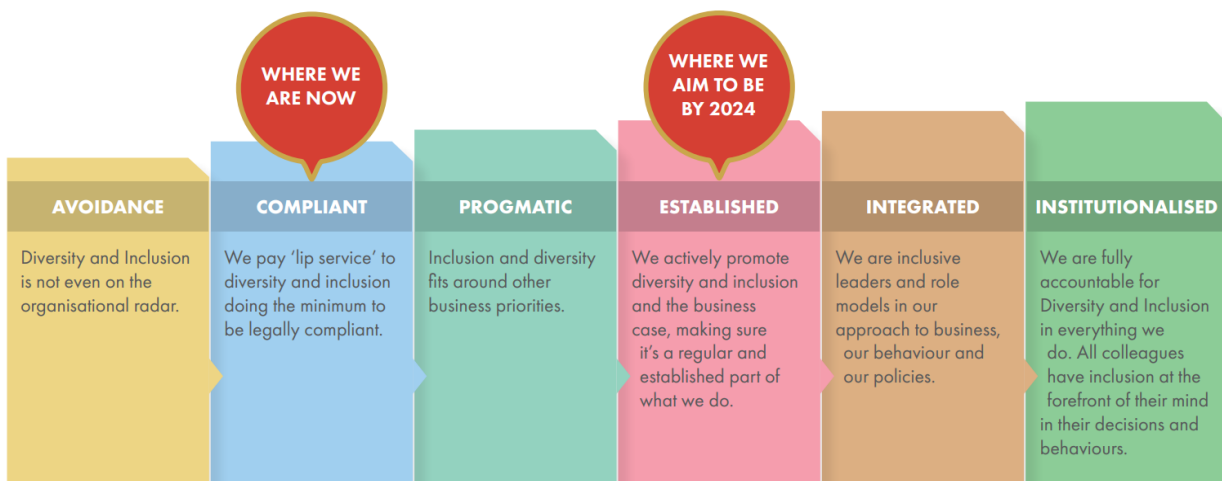 WHERE WE
ARE NOW
WHERE WE
AIM TO BE
BY 2024
AVOIDANCE
Diversity and Inclusion
is not even on the
organisational radar.
COMPLIANT
We pay ‘lip service’ to
diversity and inclusion
doing the minimum to
be legally compliant.
PROGMATIC
Inclusion and diversity
fits around other
business priorities.
ESTABLISHED
We actively promote
diversity and inclusion
and the business
case, making sure
it’s a regular and
established part of
what we do.
INTEGRATED
We are inclusive
leaders and role
models in our
approach to business,
our behaviour and
our policies.
INSTITUTIONALISED
We are fully
accountable for
Diversity and Inclusion
in everything we
do. All colleagues
have inclusion at the
forefront of their mind
in their decisions and
behaviours.